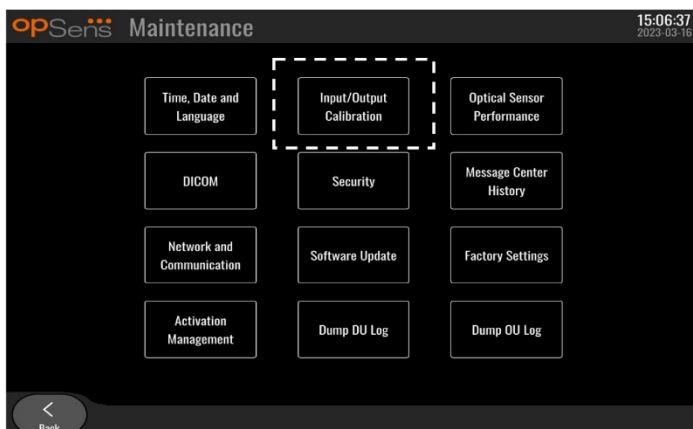 opSens Maintenance
15:06:37
2023-03-16
Time, Date and
Language
Input/Output
Calibration
Optical Sensor
Performance
DICOM
Security
Message Center
History
Network and
Communication
Software Update
Factory Settings
Activation
Management
Dump DU Log
Dump OU Log
Back